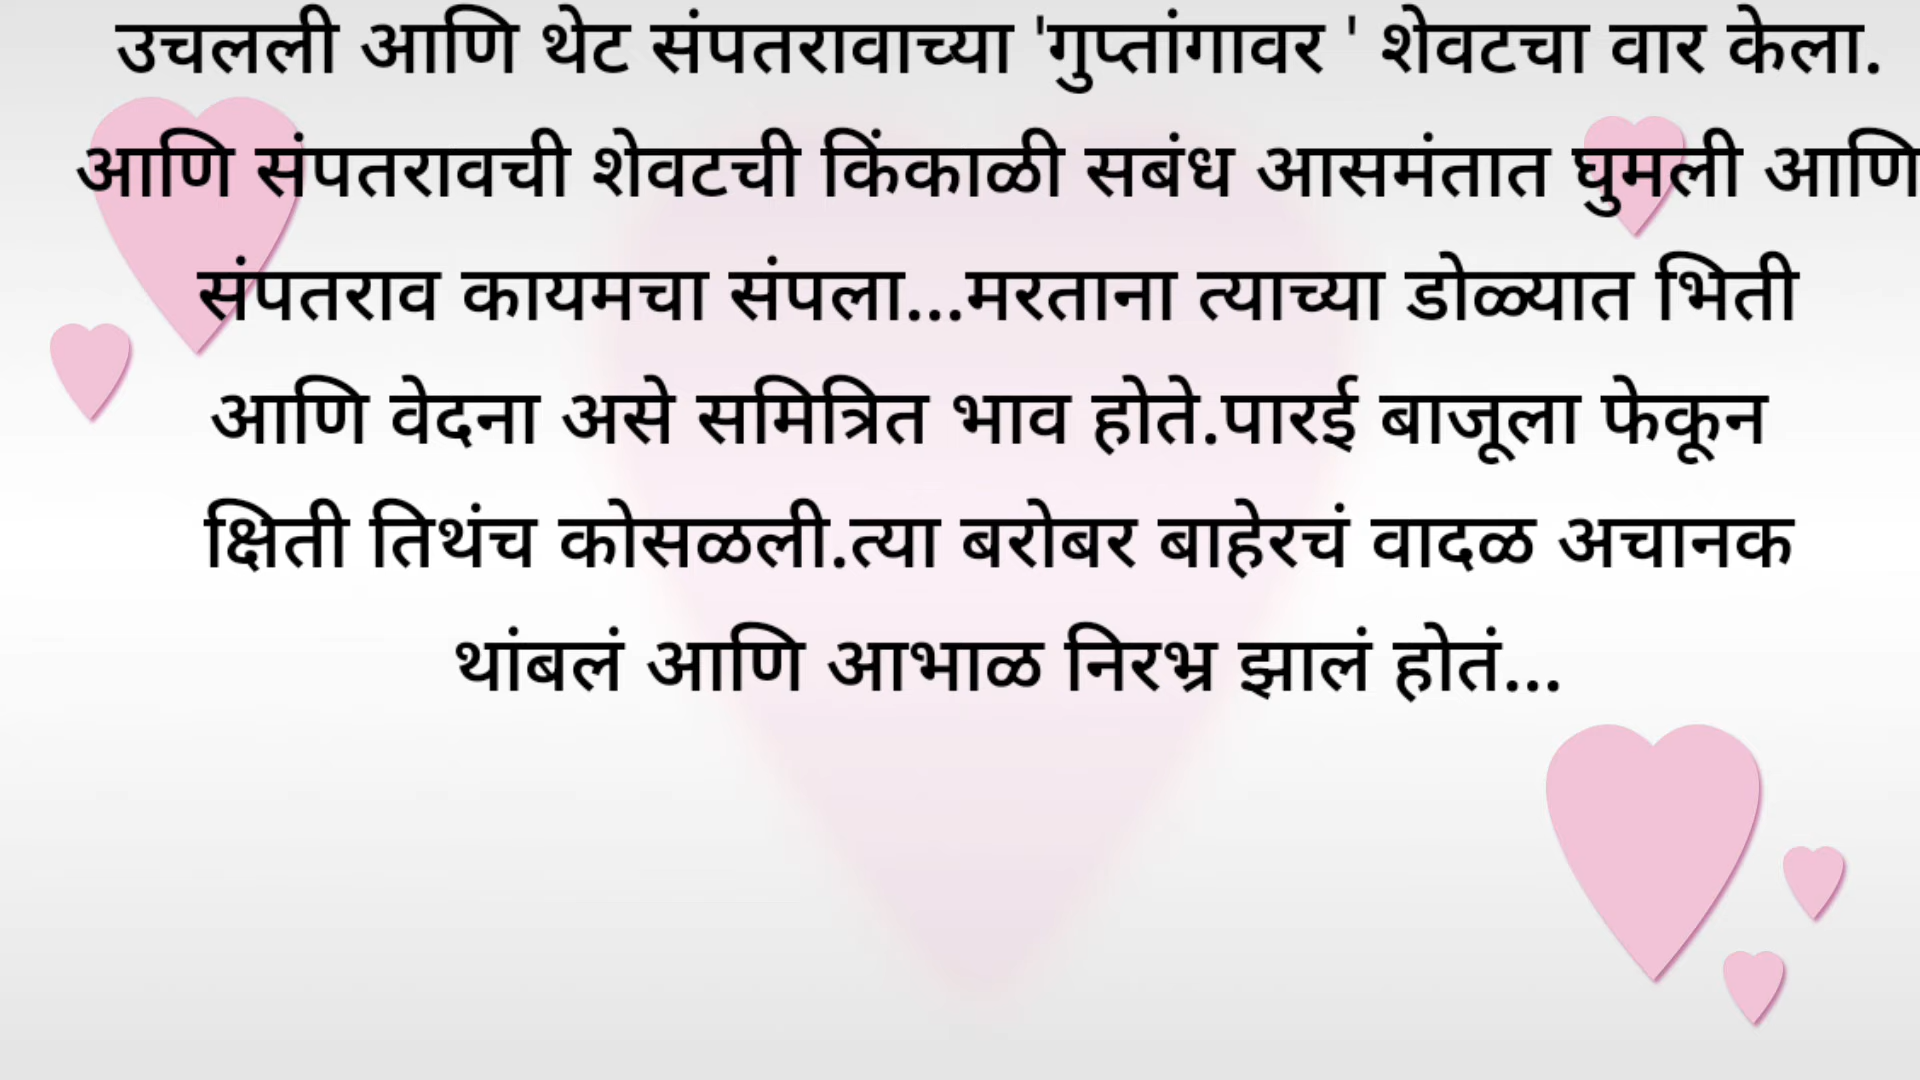 उचलली आणि थेट संपतरावाच्या 'गुप्तांगावर ' शेवटचा वार केला.
आणि संपतरावची शेवटची किंकाळी सबंध आसमंतात घुमली आणि
संपतराव कायमचा संपला...मरताना त्याच्या डोळ्यात भिती
आणि वेदना असे समित्रित भाव होते.पारई बाजूला फेकून
क्षिती तिथंच कोसळली.त्या बरोबर बाहेरचं वादळ अचानक
थांबलं आणि आभाळ निरभ्र झालं होतं...